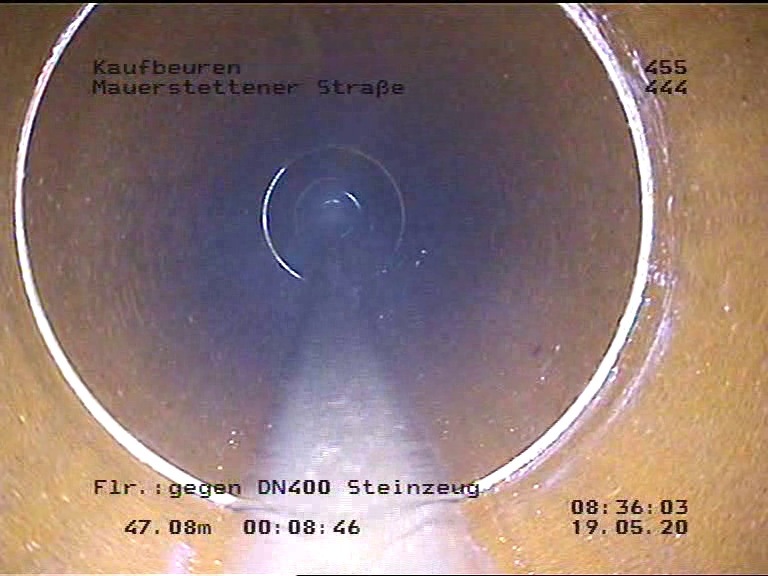 Kaufbeuren 455
Mauerstettener Straße 444
Flr.:gegen DN400 Steinzeug
08:36:03
47.08m 00:08:46 19.05.20